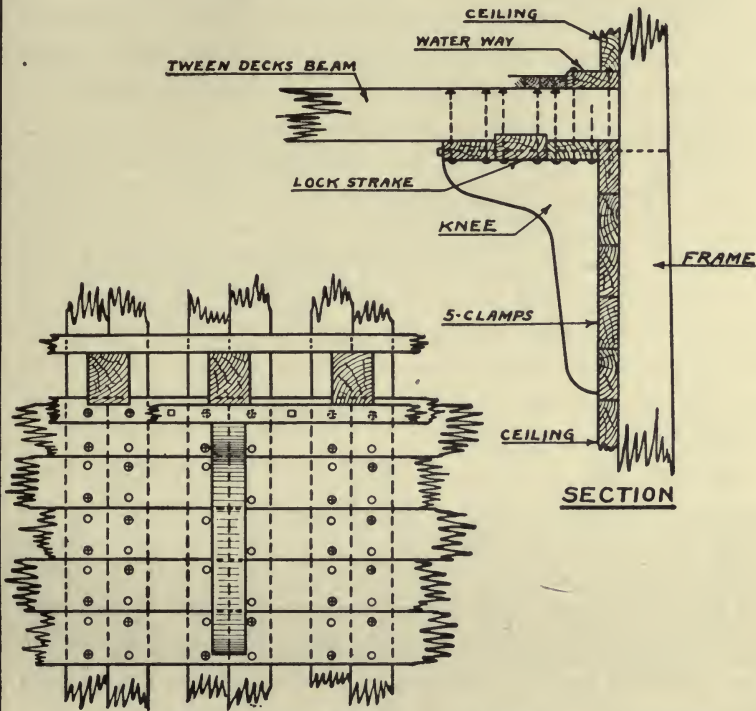 CEILING
WATER WAY
TWEEN DECKS BEAM
LOCK STRAKE
KNEE
FRAME
5-CLAMPS
CEILING
SECTION